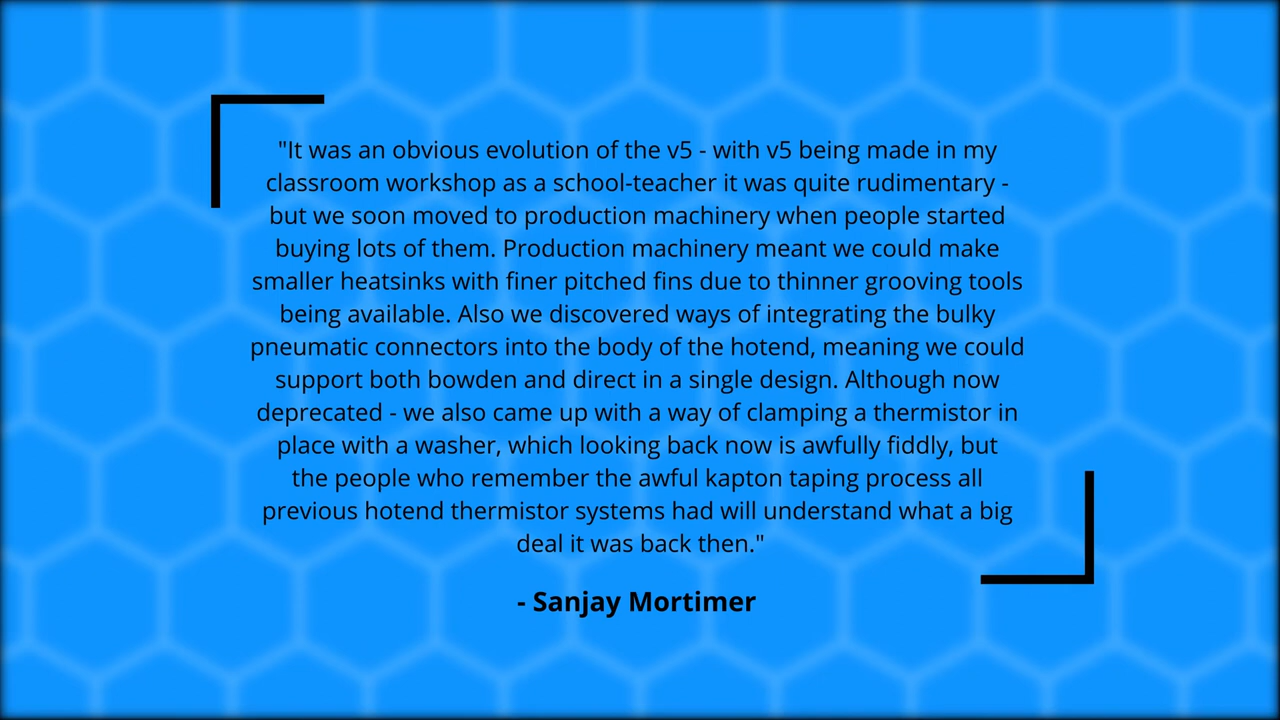 "It was an obvious evolution of the v5 - with v5 being made in my
classroom workshop as a school-teacher it was quite rudimentary -
but we soon moved to production machinery when people started
buying lots of them. Production machinery meant we could make
smaller heatsinks with finer pitched fins due to thinner grooving tools
being available. Also we discovered ways of integrating the bulky
pneumatic connectors into the body of the hotend, meaning we could
support both bowden and direct in a single design. Although now
deprecated - we also came up with a way of clamping a thermistor in
place with a washer, which looking back now is awfully fiddly, but
the people who remember the awful kapton taping process all
previous hotend thermistor systems had will understand what a big
deal it was back then."
- Sanjay Mortimer